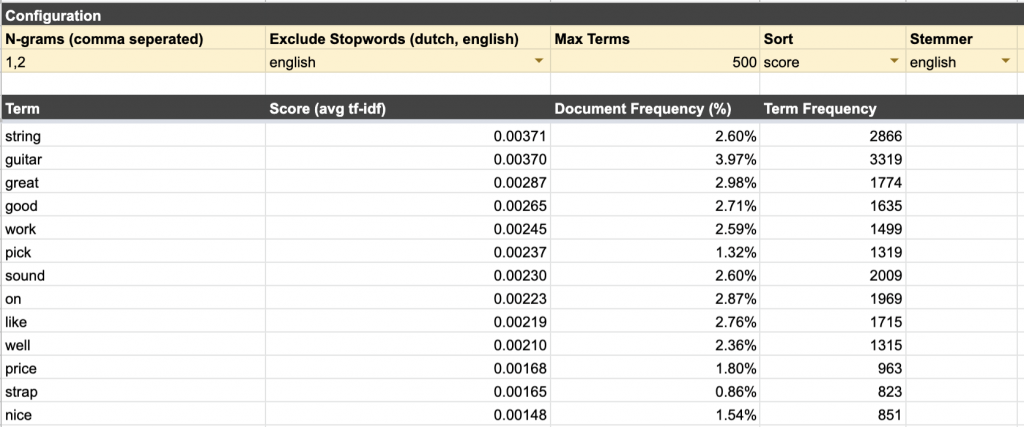 Configuration
N-grams (comma seperated) Exclude Stopwords (dutch, english) Max Terms Sort Stemmer
1,2 english 500 score english
Term Score (avg tf-idf) Document Frequency (%) Term Frequency
string 0.00371 2.60% 2866
guitar 0.00370 3.97% 3319
great 0.00287 2.98% 1774
good 0.00265 2.71% 1635
work 0.00245 2.59% 1499
pick 0.00237 1.32% 1319
sound 0.00230 2.60% 2009
on 0.00223 2.87% 1969
like 0.00219 2.76% 1715
well 0.00210 2.36% 1315
price 0.00168 1.80% 963
strap 0.00165 0.86% 823
nice 0.00148 1.54% 851